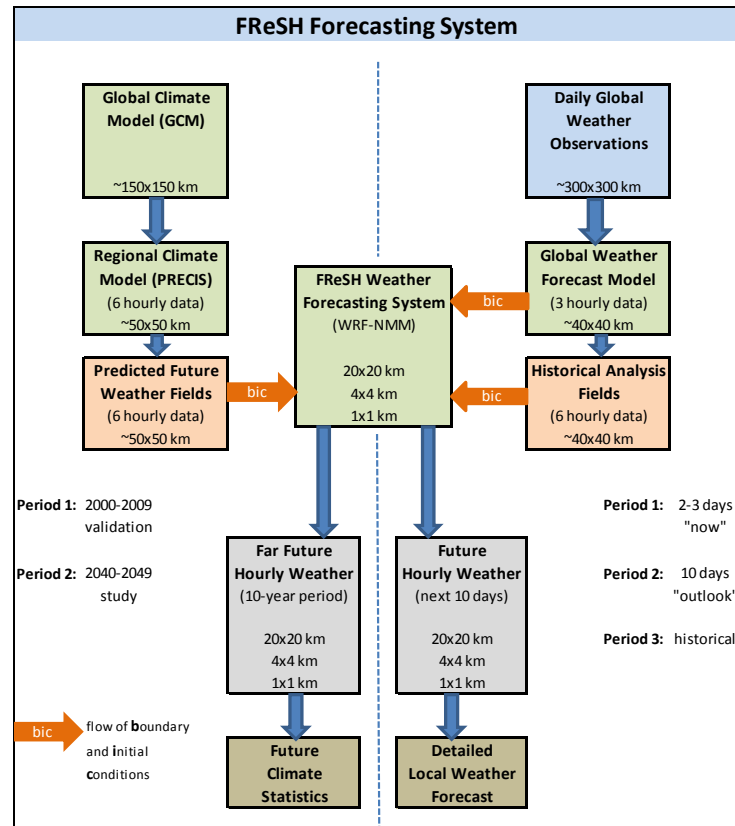 FReSH Forecasting System
Global Climate
Model (GCM)
~150x150 km
Daily Global
Weather
Observations
~300x300 km
Regional Climate
Model (PRECIS)
(6 hourly data)
~50x50 km
FReSH Weather
Forecasting System
(WRF-NMM)
20x20 km
4x4 km
1x1 km
bic
Global Weather
Forecast Model
(3 hourly data)
~40x40 km
Predicted Future
Weather Fields
(6 hourly data)
~50x50 km
bic
bic
Historical Analysis
Fields
(6 hourly data)
~40x40 km
Period 1: 2000-2009
validation
Period 2: 2040-2049
study
Period 1: 2-3 days
"now"
Period 2: 10 days
"outlook"
Period 3: historical
Far Future
Hourly Weather
(10-year period)
20x20 km
4x4 km
1x1 km
Future
Hourly Weather
(next 10 days)
20x20 km
4x4 km
1x1 km
bic
flow of boundary
and initial
conditions
Future
Climate
Statistics
Detailed
Local Weather
Forecast